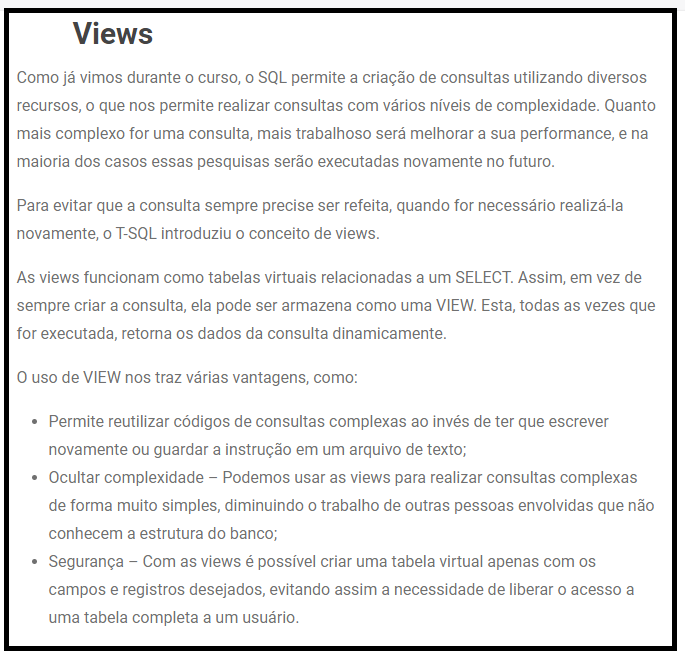 Views
Como já vimos durante o curso, o SQL permite a criação de consultas utilizando diversos
recursos, o que nos permite realizar consultas com vários níveis de complexidade. Quanto
mais complexo for uma consulta, mais trabalhoso será melhorar a sua performance, e na
maioria dos casos essas pesquisas serão executadas novamente no futuro.
Para evitar que a consulta sempre precise ser refeita, quando for necessário realizá-la
novamente, o T-SQL introduziu o conceito de views.
As views funcionam como tabelas virtuais relacionadas a um SELECT. Assim, em vez de
sempre criar a consulta, ela pode ser armazena como uma VIEW. Esta, todas as vezes que
for executada, retorna os dados da consulta dinamicamente.
O uso de VIEW nos traz várias vantagens, como:
• Permite reutilizar códigos de consultas complexas ao invés de ter que escrever
novamente ou guardar a instrução em um arquivo de texto;
• Ocultar complexidade – Podemos usar as views para realizar consultas complexas
de forma muito simples, diminuindo o trabalho de outras pessoas envolvidas que não
conhecem a estrutura do banco;
• Segurança – Com as views é possível criar uma tabela virtual apenas com os
campos e registros desejados, evitando assim a necessidade de liberar o acesso a
uma tabela completa a um usuário.